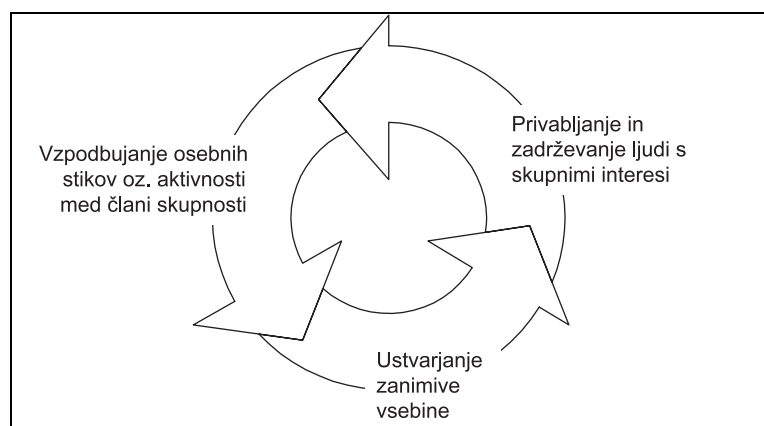 Vzpodbujanje osebnih
stikov oz. aktivnosti
med člani skupnosti
Privabljanje in
zadrževanje ljudi s
skupnimi interesi
Ustvarjanje
zanimive
vsebine